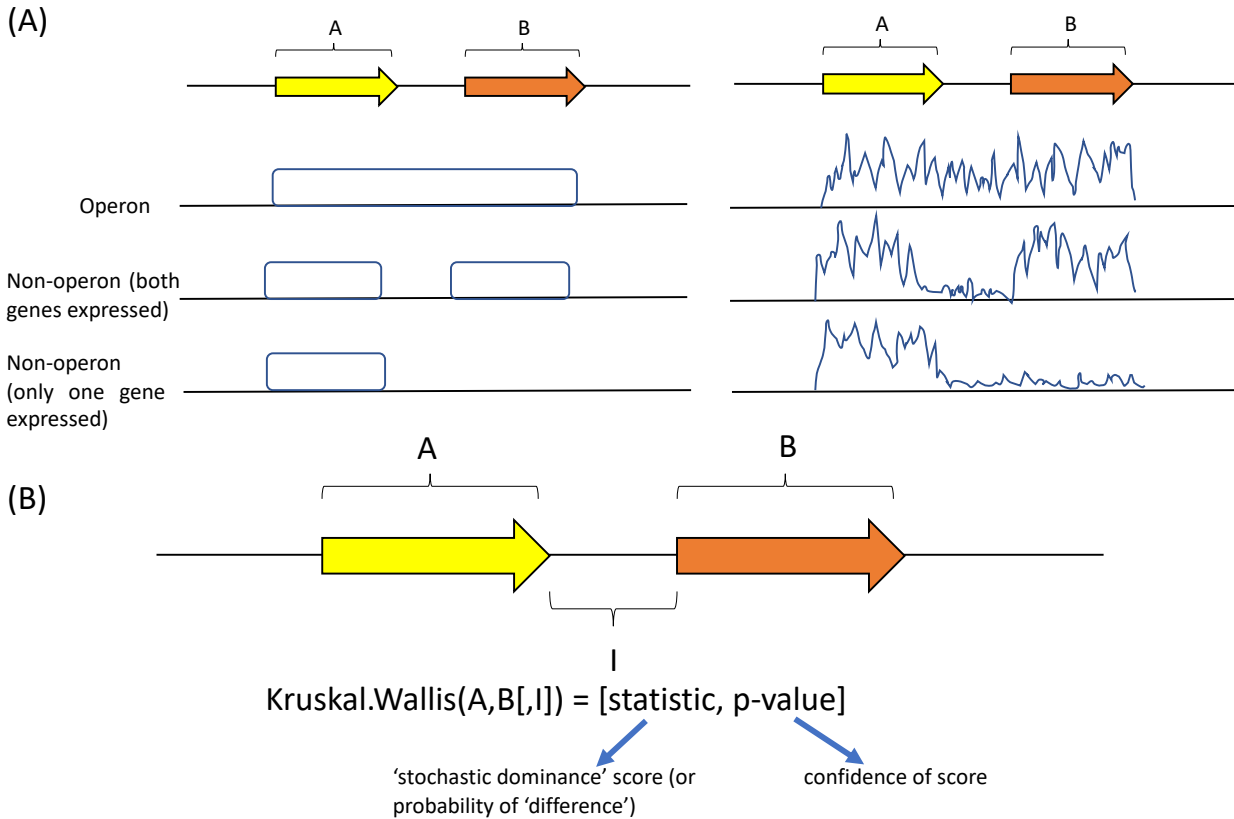 (A)
A
B
A
B
Operon
Non-operon (both
genes expressed)
Non-operon
(only one gene
expressed)
(B)
A
B
I
Kruskal.Wallis(A,B[,I]) = [statistic, p-value]
‘stochastic dominance’ score (or
probability of ‘difference’)
confidence of score